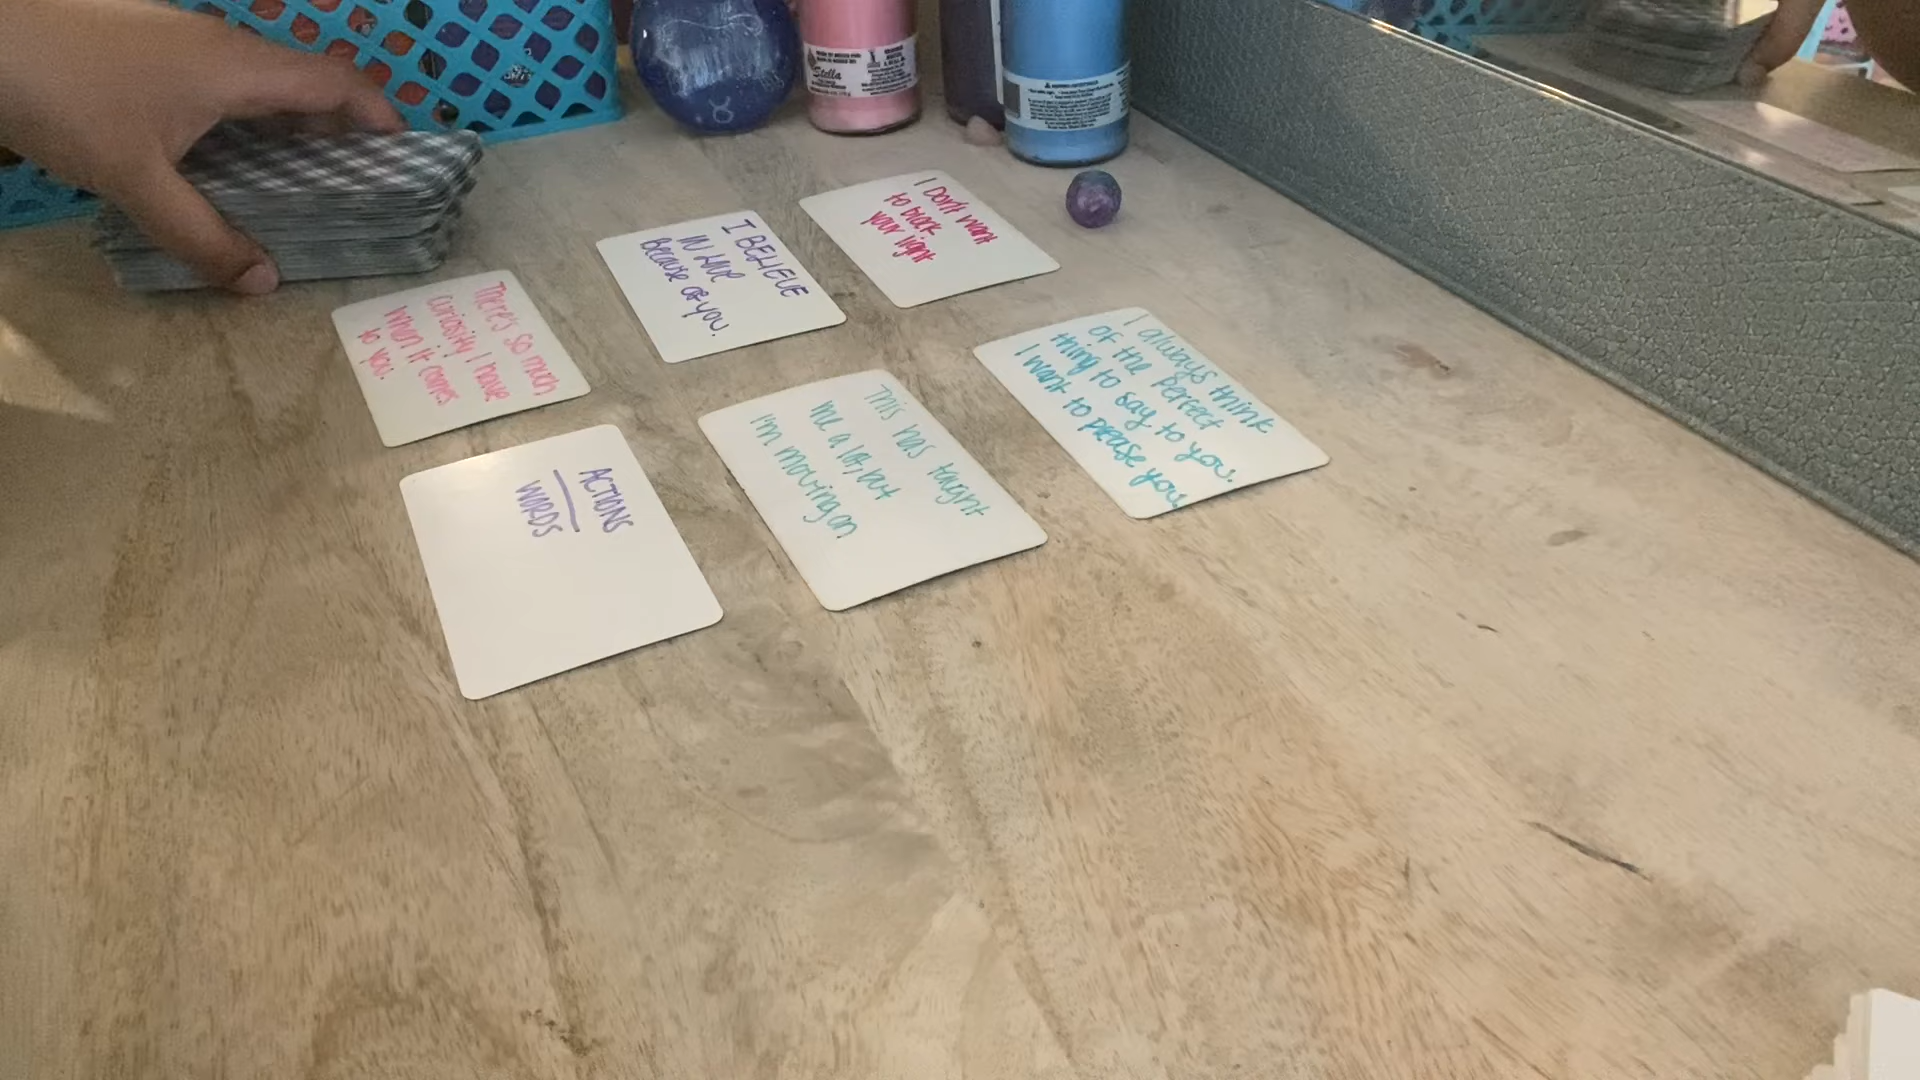 I Don't want
to block
your light
I BELIEVE
IN LOVE
Because OF you.
There's so much
curiosity I have
when it comes
to you.
I always think
of the perfect
thing to say to you.
I want to please you
This has taught
me a lot, but
I'm moving on
ACTIONS
WORDS
Stella